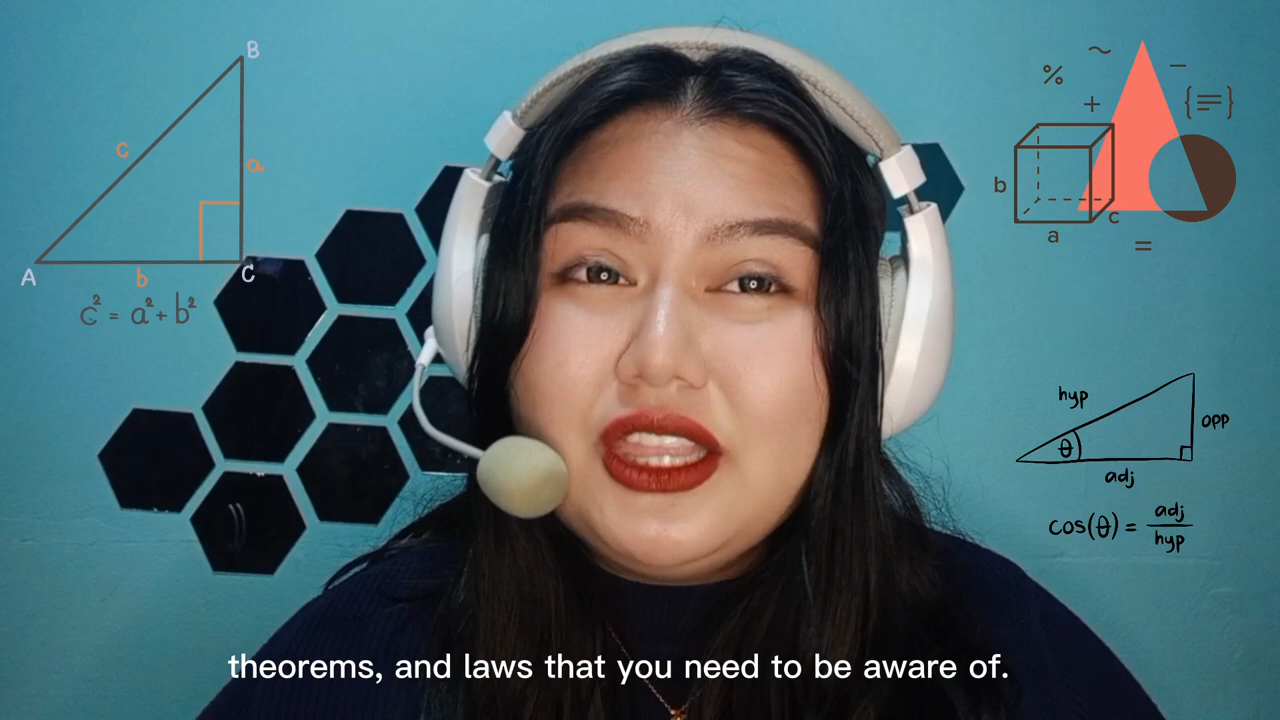 B
c
a
A
b
C
c² = a² + b²
~
%
−
+
{≡}
b
c
a
=
hyp
opp
θ
adj
cos(θ) = adj/hyp
theorems, and laws that you need to be aware of.